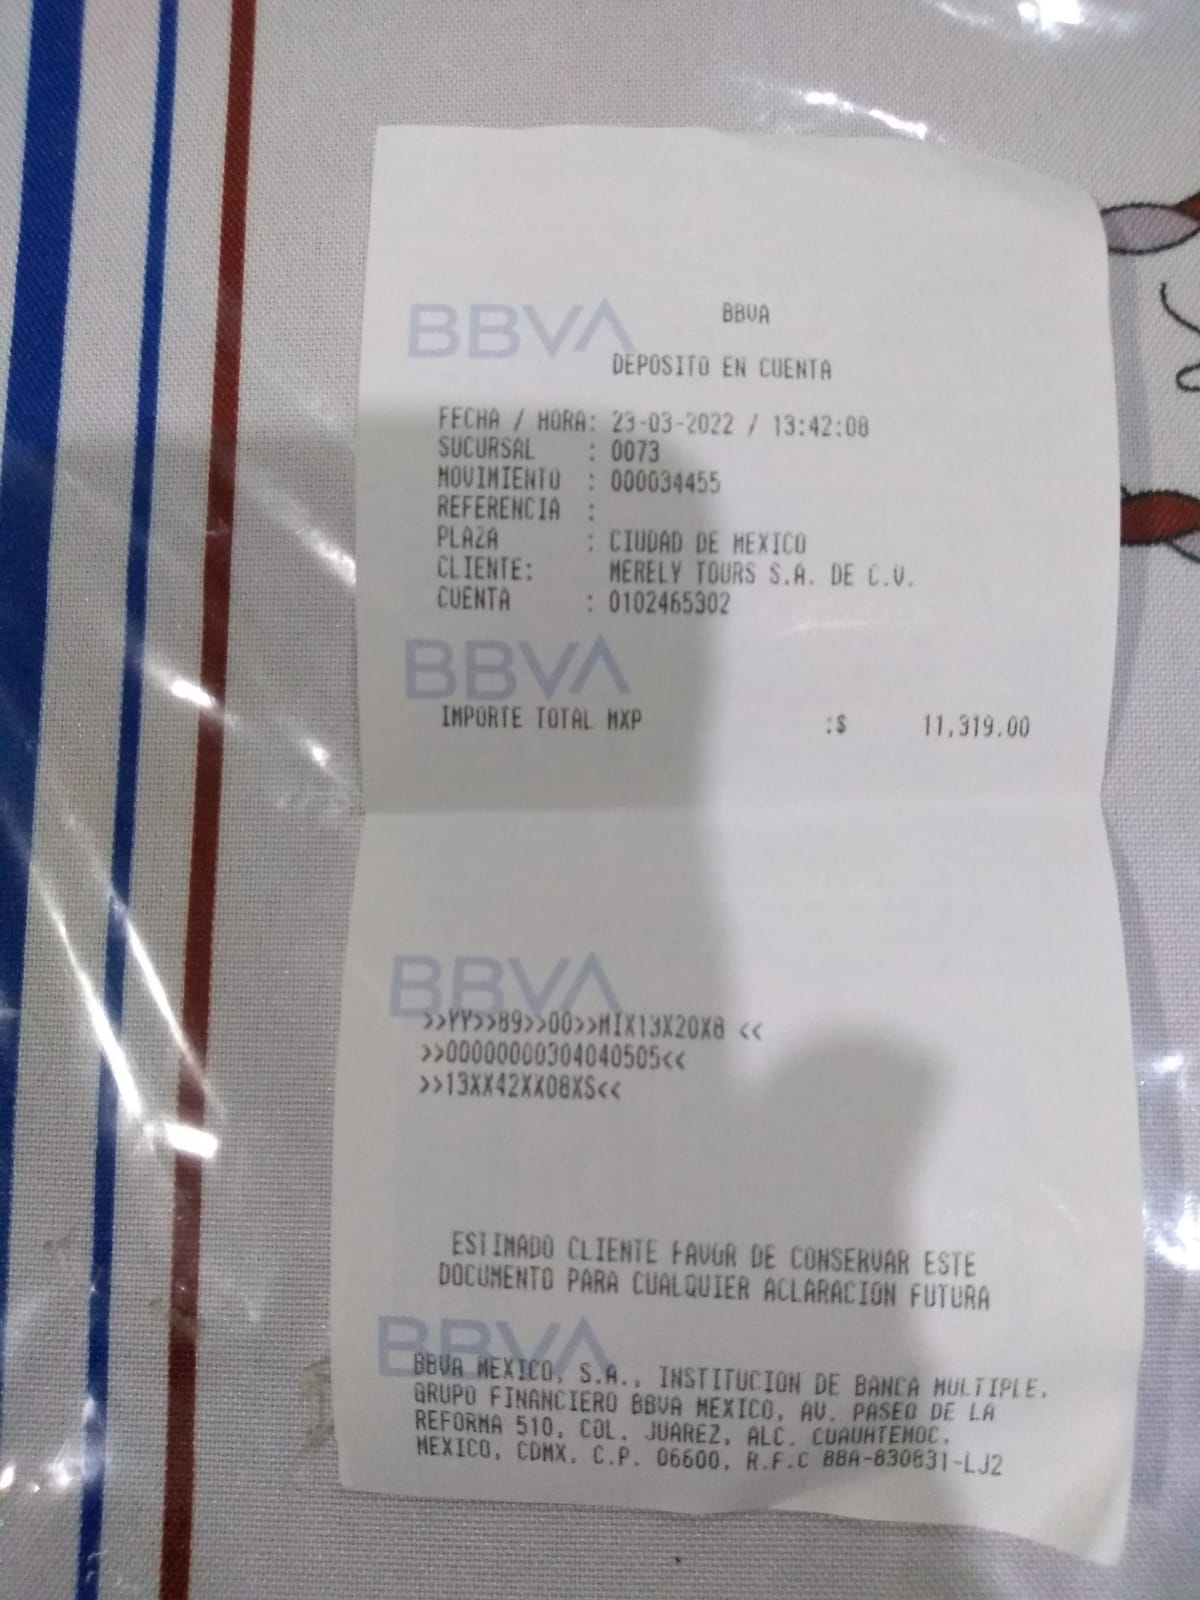 BBVA
BBVA
DEPOSITO EN CUENTA
FECHA / HORA: 23-03-2022 / 13:42:08
SUCURSAL : 0073
MOVIMIENTO : 000034455
REFERENCIA :
PLAZA : CIUDAD DE MEXICO
CLIENTE: MERELY TOURS S.A. DE C.V.
CUENTA : 0102465302
BBVA
IMPORTE TOTAL MXP :$ 11,319.00
BBVA
>>YY>>89>>00>>MIX13X20X8 <<
>>00000000304040505<<
>>13XX42XX08XS<<
ESTIMADO CLIENTE FAVOR DE CONSERVAR ESTE
DOCUMENTO PARA CUALQUIER ACLARACION FUTURA
BBVA
BBVA MEXICO, S.A., INSTITUCION DE BANCA MULTIPLE,
GRUPO FINANCIERO BBVA MEXICO, AV. PASEO DE LA
REFORMA 510, COL. JUAREZ, ALC. CUAUHTEMOC,
MEXICO, CDMX, C.P. 06600, R.F.C BBA-830831-LJ2